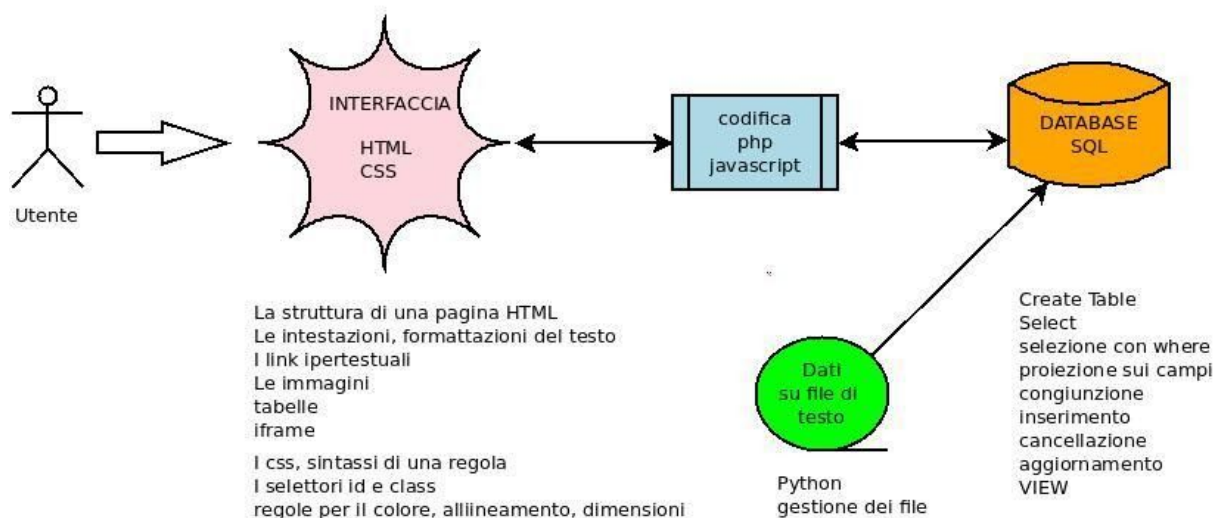 Utente
INTERFACCIA
HTML
CSS
codifica
php
javascript
DATABASE
SQL
La struttura di una pagina HTML
Le intestazioni, formattazioni del testo
I link ipertestuali
Le immagini
tabelle
iframe
I css, sintassi di una regola
I selettori id e class
regole per il colore, alliineamento, dimensioni
Dati
su file di
testo
Python
gestione dei file
Create Table
Select
selezione con where
proiezione sui campi
congiunzione
inserimento
cancellazione
aggiornamento
VIEW